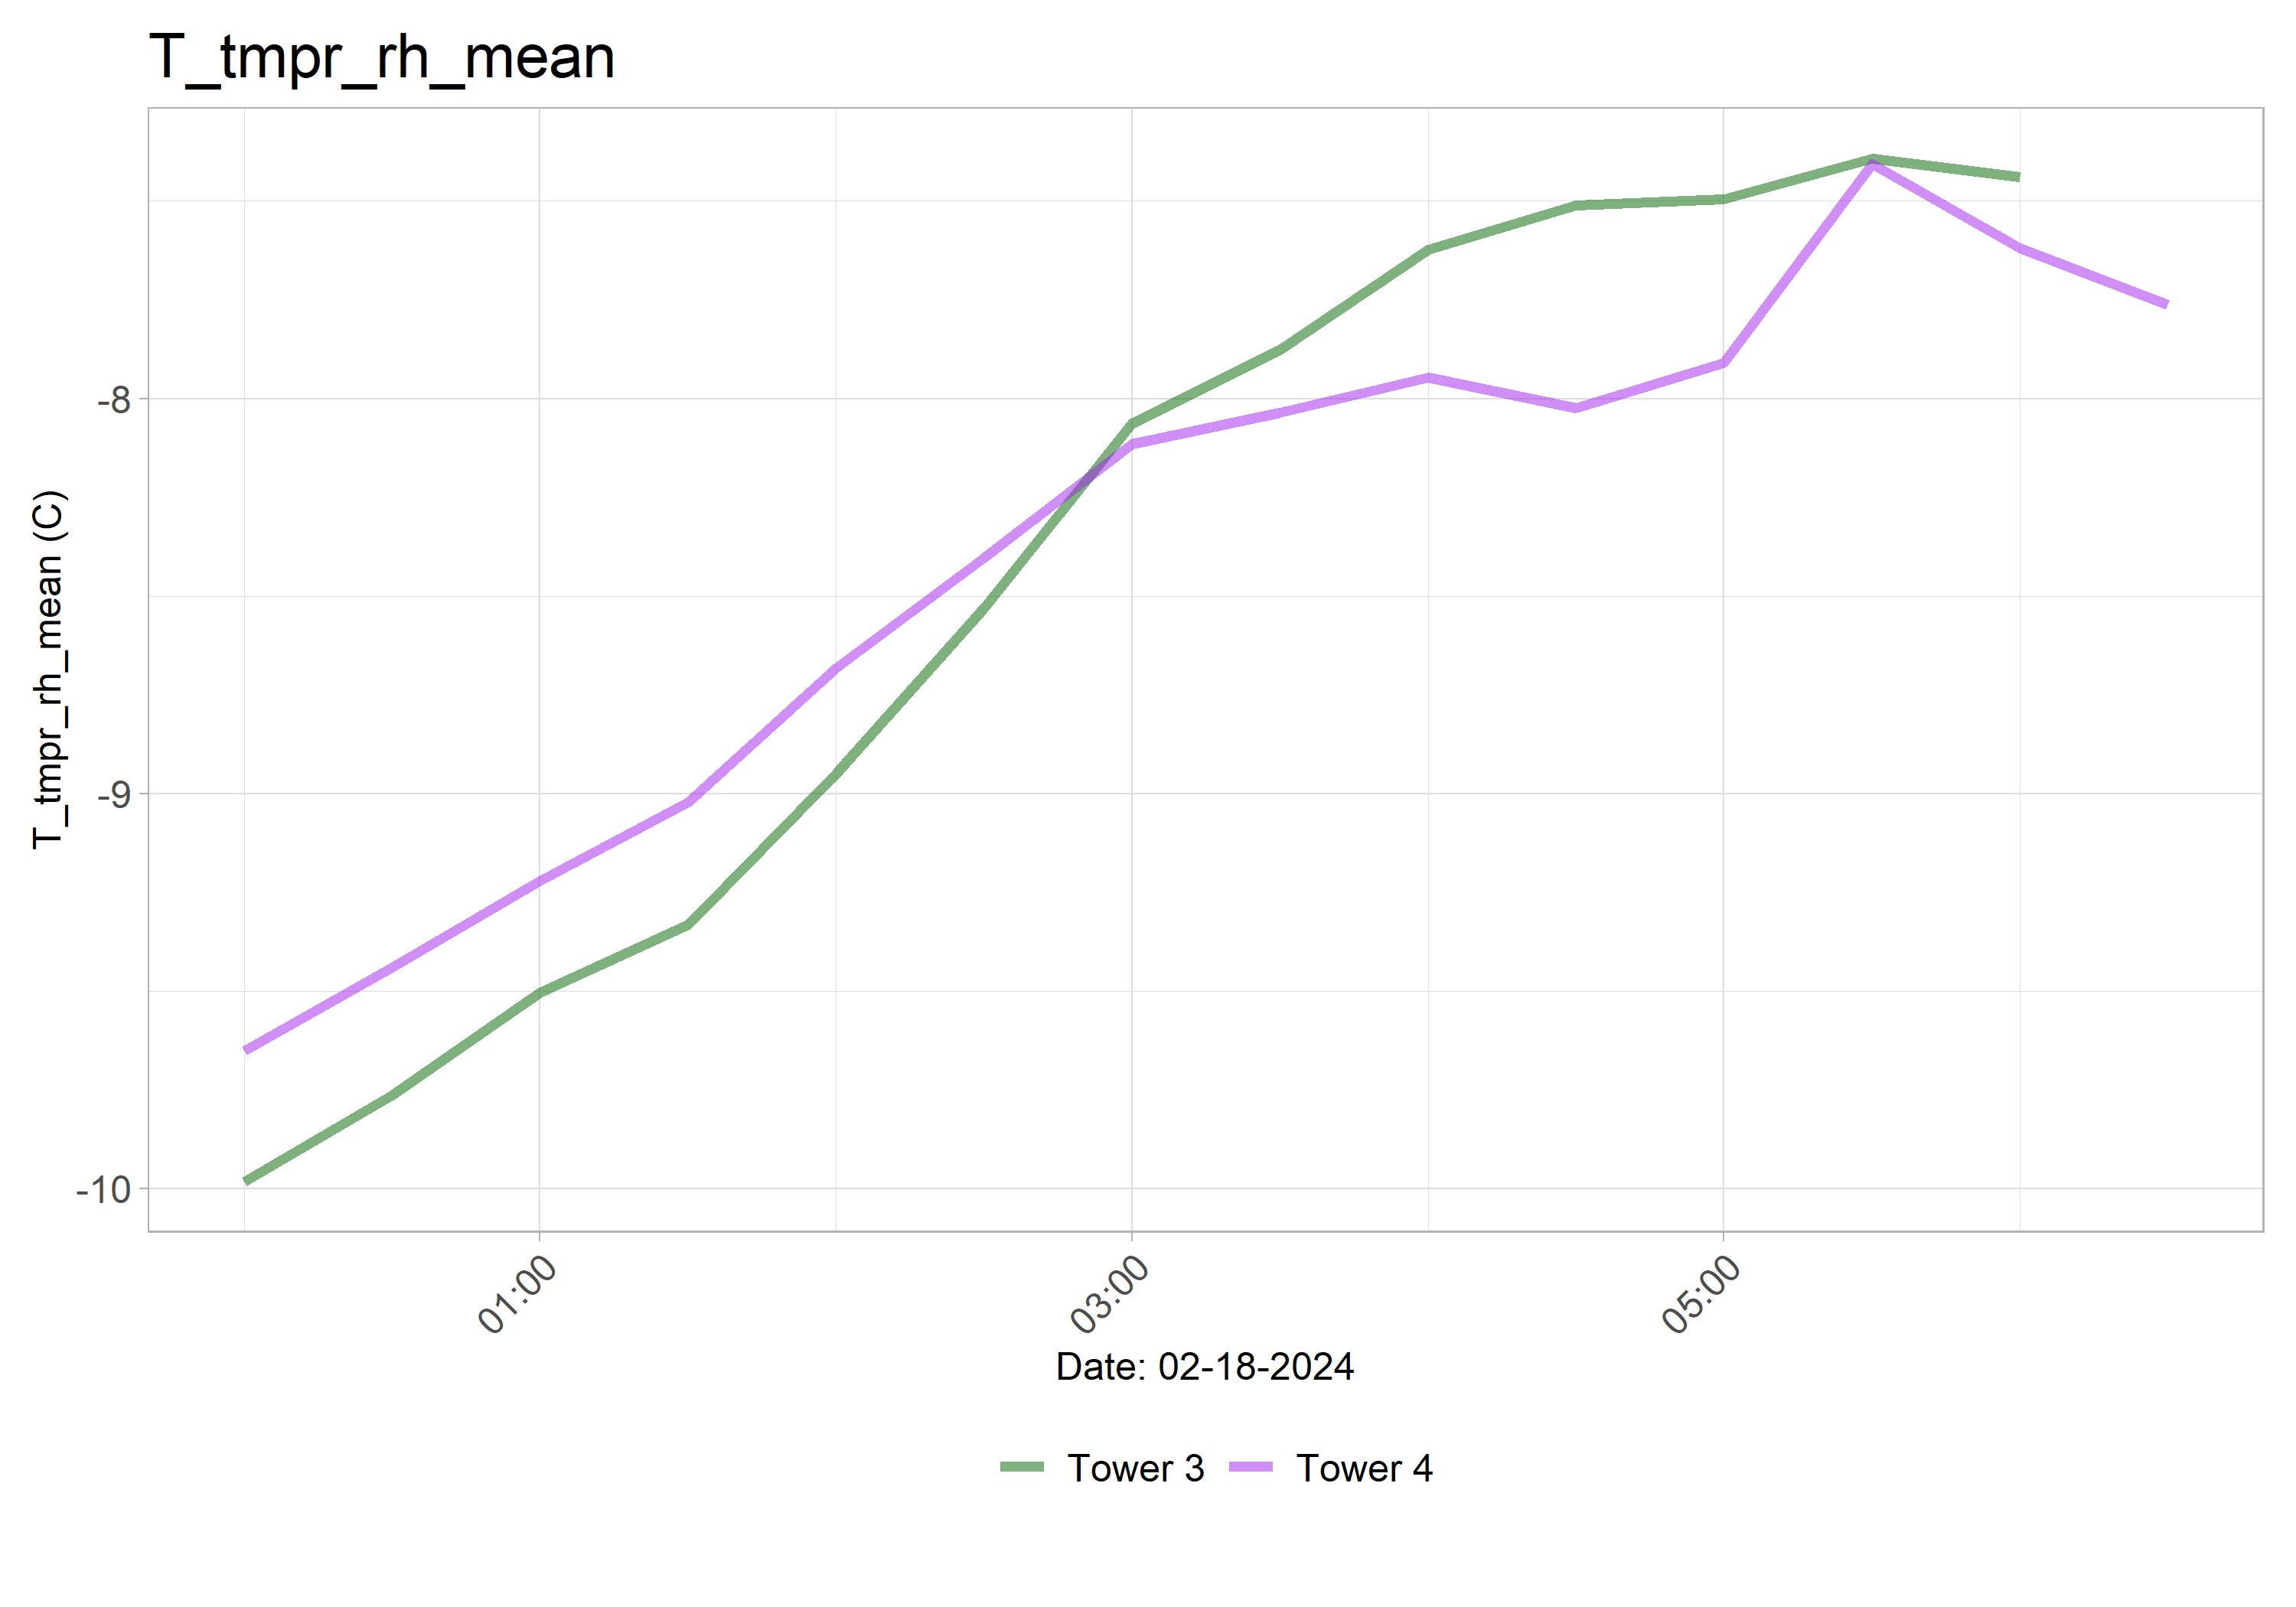 T_tmpr_rh_mean
T_tmpr_rh_mean (C)
-8
-9
-10
01:00
03:00
05:00
Date: 02-18-2024
Tower 3
Tower 4